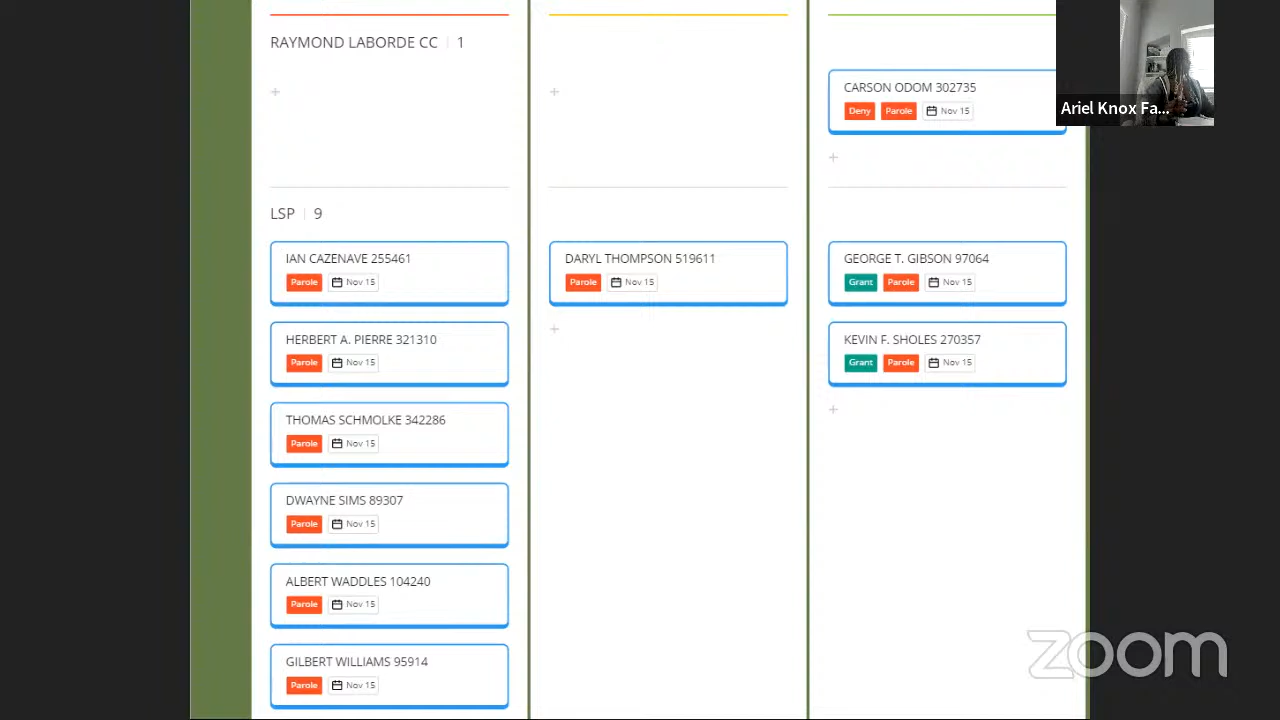 RAYMOND LABORDE CC | 1
+
+
CARSON ODOM 302735
Deny Parole Nov 15
+
Ariel Knox Fa...
LSP | 9
IAN CAZENAVE 255461
Parole Nov 15
HERBERT A. PIERRE 321310
Parole Nov 15
THOMAS SCHMOLKE 342286
Parole Nov 15
DWAYNE SIMS 89307
Parole Nov 15
ALBERT WADDLES 104240
Parole Nov 15
GILBERT WILLIAMS 95914
Parole Nov 15
DARYL THOMPSON 519611
Parole Nov 15
+
GEORGE T. GIBSON 97064
Grant Parole Nov 15
KEVIN F. SHOLES 270357
Grant Parole Nov 15
+
zoom